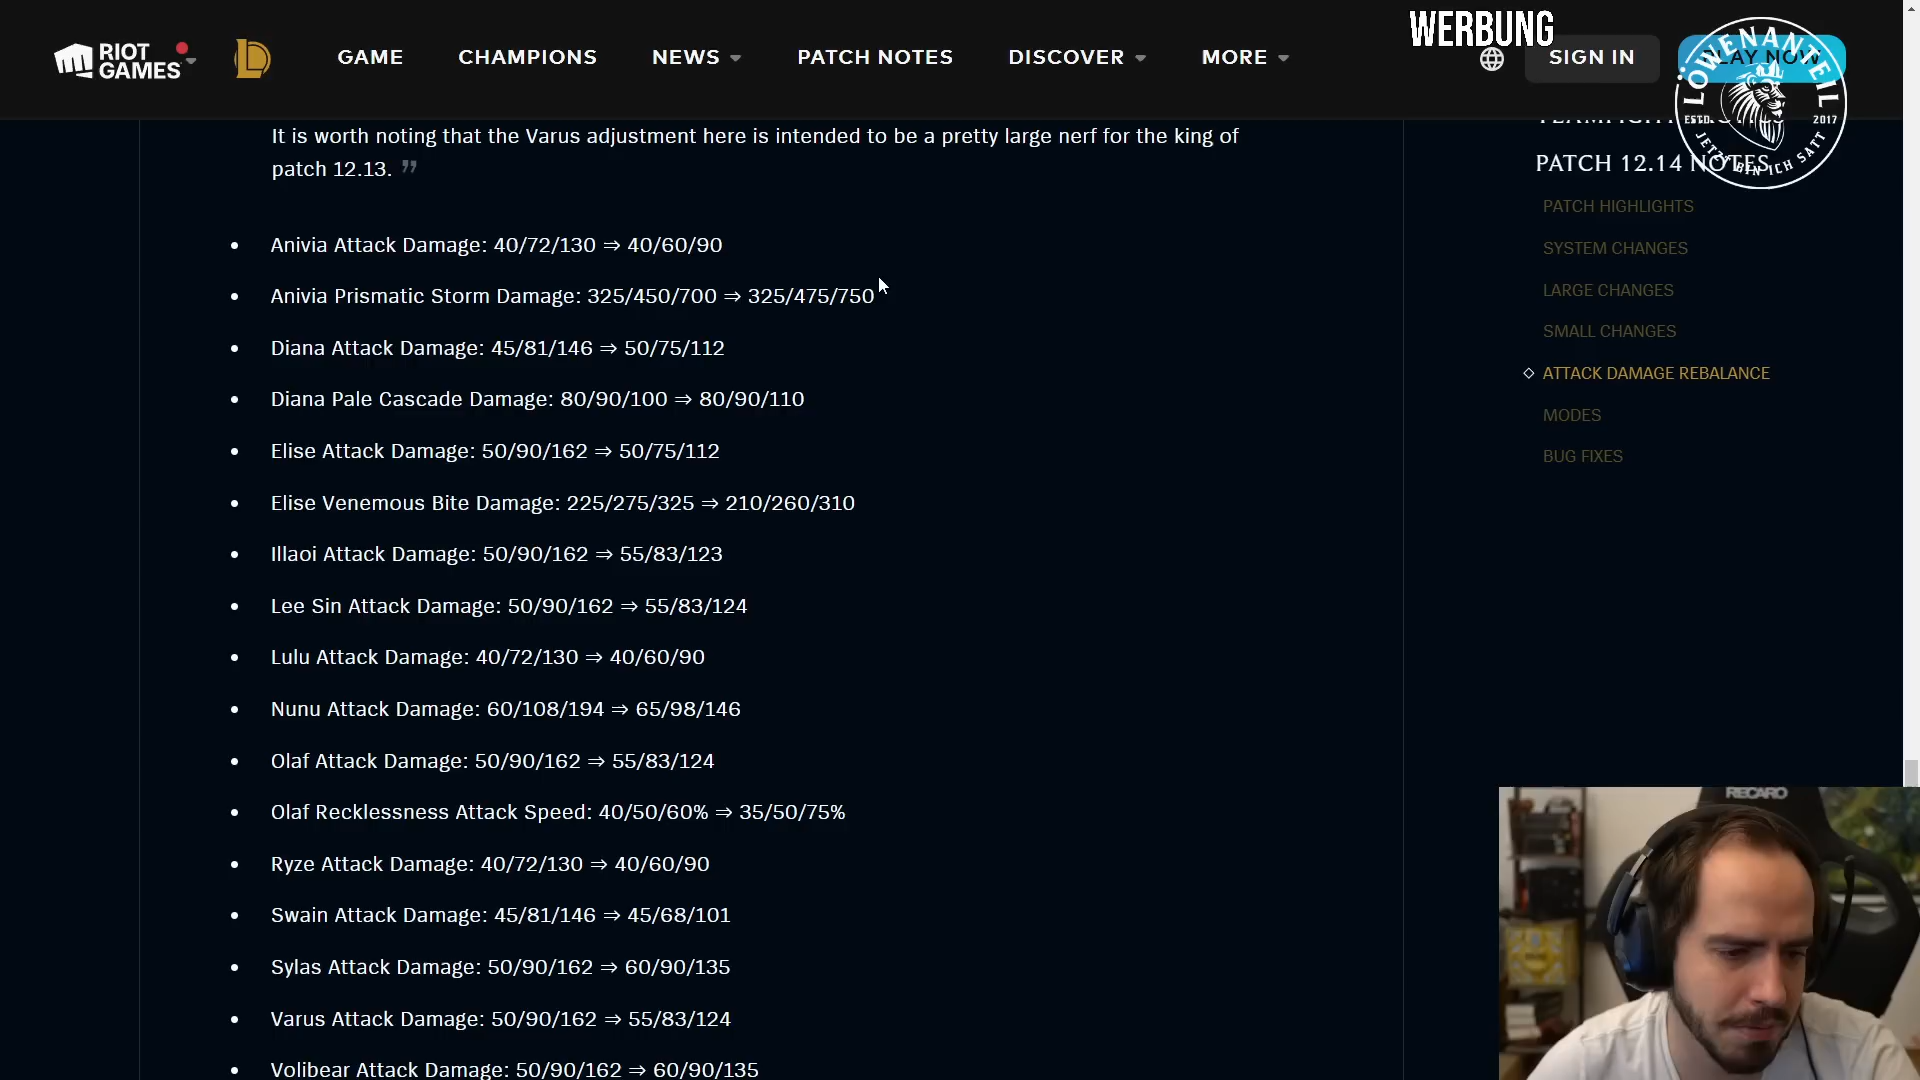 WERBUNG
RIOT GAMES
GAME
CHAMPIONS
NEWS
PATCH NOTES
DISCOVER
MORE
SIGN IN
PLAY NOW
LÖWENANTEIL
ESTD. 2017
JETZT BIN ICH SATT
It is worth noting that the Varus adjustment here is intended to be a pretty large nerf for the king of
patch 12.13. ”
• Anivia Attack Damage: 40/72/130 ⇒ 40/60/90
• Anivia Prismatic Storm Damage: 325/450/700 ⇒ 325/475/750
• Diana Attack Damage: 45/81/146 ⇒ 50/75/112
• Diana Pale Cascade Damage: 80/90/100 ⇒ 80/90/110
• Elise Attack Damage: 50/90/162 ⇒ 50/75/112
• Elise Venemous Bite Damage: 225/275/325 ⇒ 210/260/310
• Illaoi Attack Damage: 50/90/162 ⇒ 55/83/123
• Lee Sin Attack Damage: 50/90/162 ⇒ 55/83/124
• Lulu Attack Damage: 40/72/130 ⇒ 40/60/90
• Nunu Attack Damage: 60/108/194 ⇒ 65/98/146
• Olaf Attack Damage: 50/90/162 ⇒ 55/83/124
• Olaf Recklessness Attack Speed: 40/50/60% ⇒ 35/50/75%
• Ryze Attack Damage: 40/72/130 ⇒ 40/60/90
• Swain Attack Damage: 45/81/146 ⇒ 45/68/101
• Sylas Attack Damage: 50/90/162 ⇒ 60/90/135
• Varus Attack Damage: 50/90/162 ⇒ 55/83/124
• Volibear Attack Damage: 50/90/162 ⇒ 60/90/135
PATCH 12.14 NOTES
PATCH HIGHLIGHTS
SYSTEM CHANGES
LARGE CHANGES
SMALL CHANGES
ATTACK DAMAGE REBALANCE
MODES
BUG FIXES
RECARO